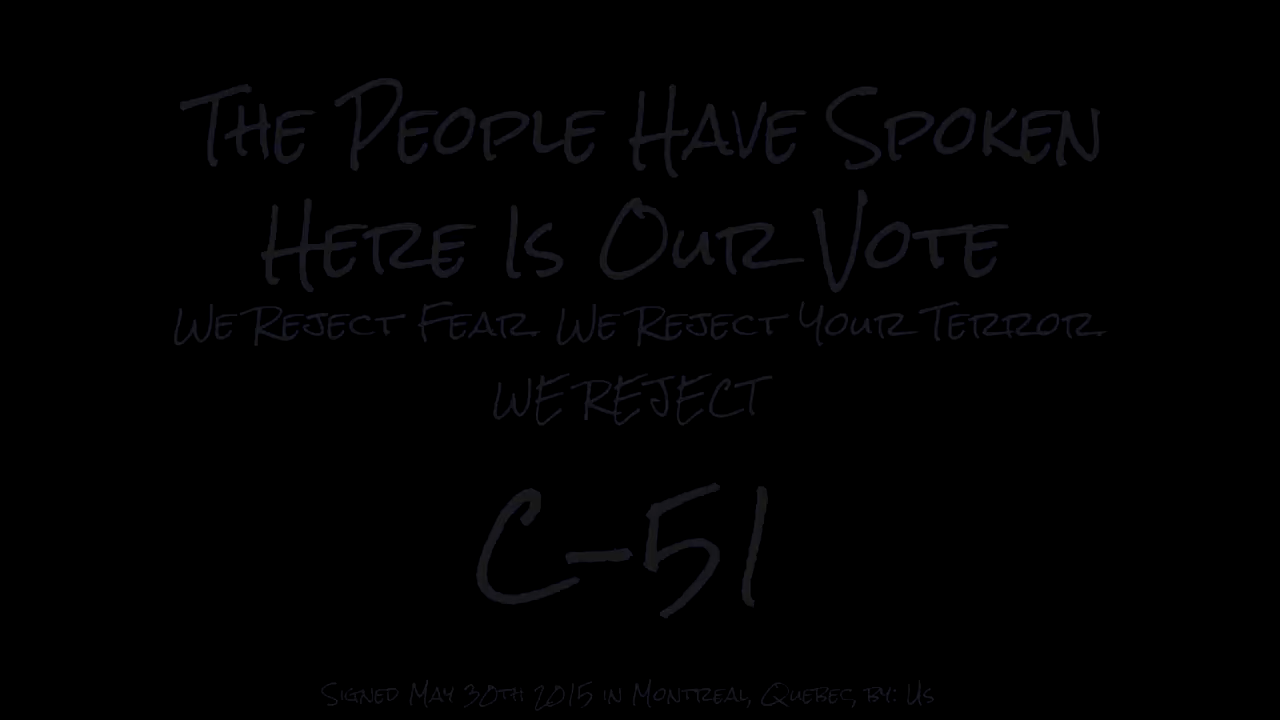 The People Have Spoken
Here Is Our Vote
We Reject Fear. We Reject Your Terror.
WE REJECT
C-51
Signed May 30th 2015 in Montreal, Quebec, by: Us